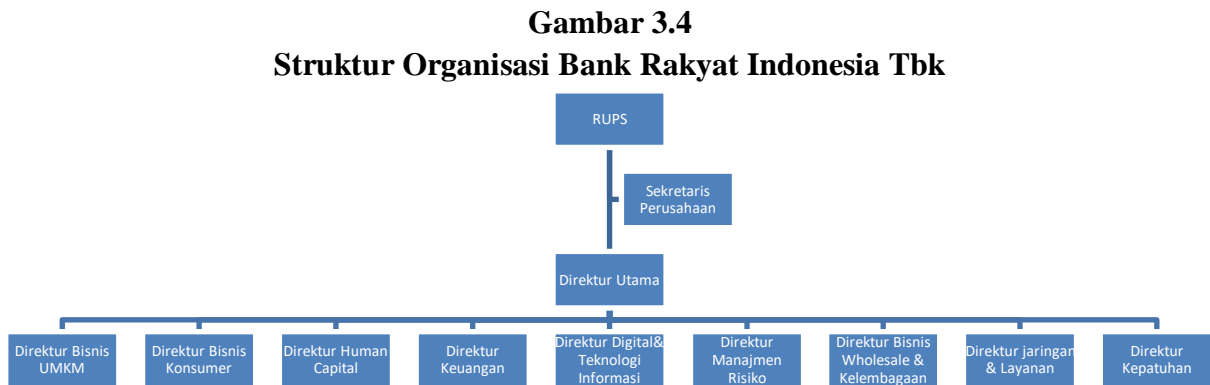 Gambar 3.4
Struktur Organisasi Bank Rakyat Indonesia Tbk
RUPS
Sekretaris
Perusahaan
Direktur Utama
Direktur Bisnis
UMKM
Direktur Bisnis
Konsumer
Direktur Human
Capital
Direktur
Keuangan
Direktur Digital&
Teknologi
Informasi
Direktur
Manajmen
Risiko
Direktur Bisnis
Wholesale &
Kelembagaan
Direktur jaringan
& Layanan
Direktur
Kepatuhan